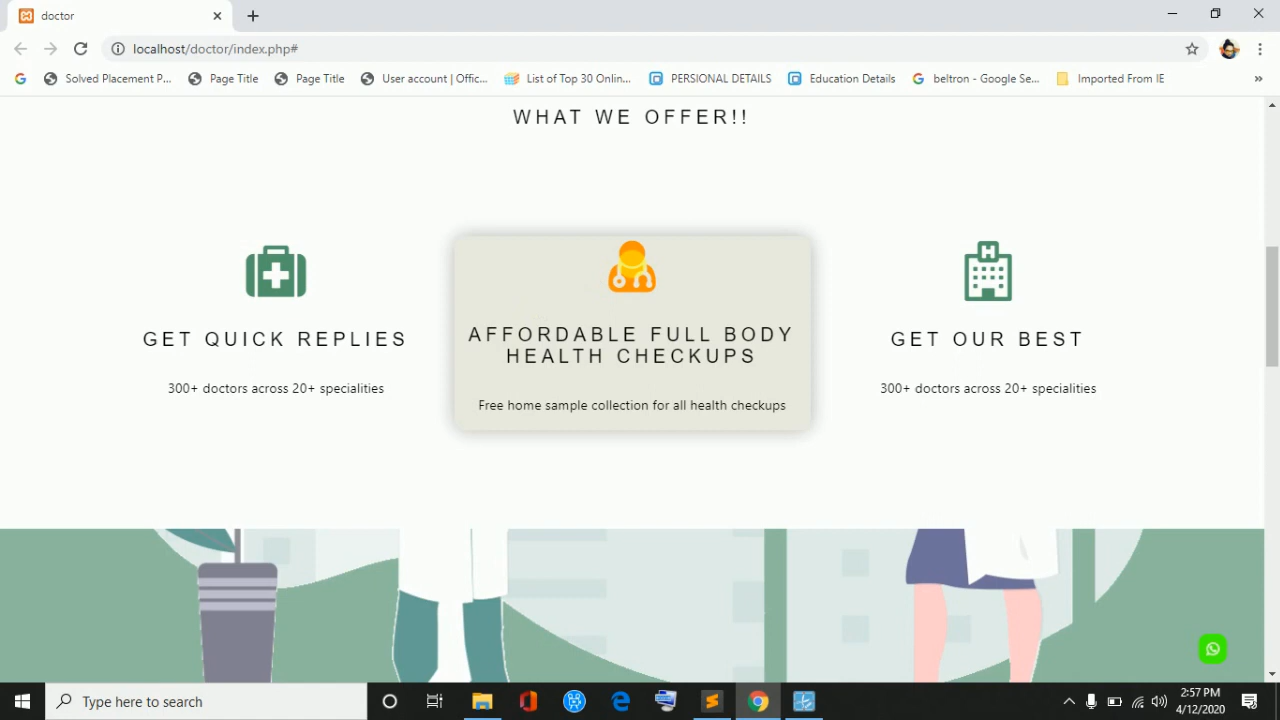 doctor
localhost/doctor/index.php#
Solved Placement P...
Page Title
Page Title
User account | Offic...
List of Top 30 Onlin...
PERSIONAL DETAILS
Education Details
beltron - Google Se...
Imported From IE
WHAT WE OFFER!!
GET QUICK REPLIES
300+ doctors across 20+ specialities
AFFORDABLE FULL BODY
HEALTH CHECKUPS
Free home sample collection for all health checkups
GET OUR BEST
300+ doctors across 20+ specialities
Type here to search
2:57 PM
4/12/2020